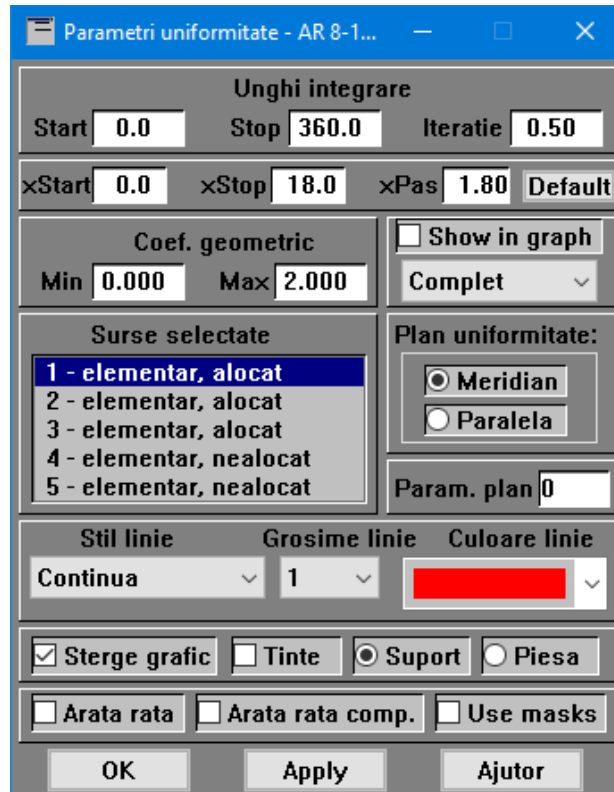 Parametri uniformitate - AR 8-1...
Unghi integrare
Start 0.0 Stop 360.0 Iteratie 0.50
xStart 0.0 xStop 18.0 xPas 1.80 Default
Coef. geometric
Min 0.000 Max 2.000
Show in graph
Complet
Surse selectate
1 - elementar, alocat
2 - elementar, alocat
3 - elementar, alocat
4 - elementar, nealocat
5 - elementar, nealocat
Plan uniformitate:
Meridian
Paralela
Param. plan 0
Stil linie Grosime linie Culoare linie
Continua 1
Sterge grafic Tinte Suport Piesa
Arata rata Arata rata comp. Use masks
OK Apply Ajutor